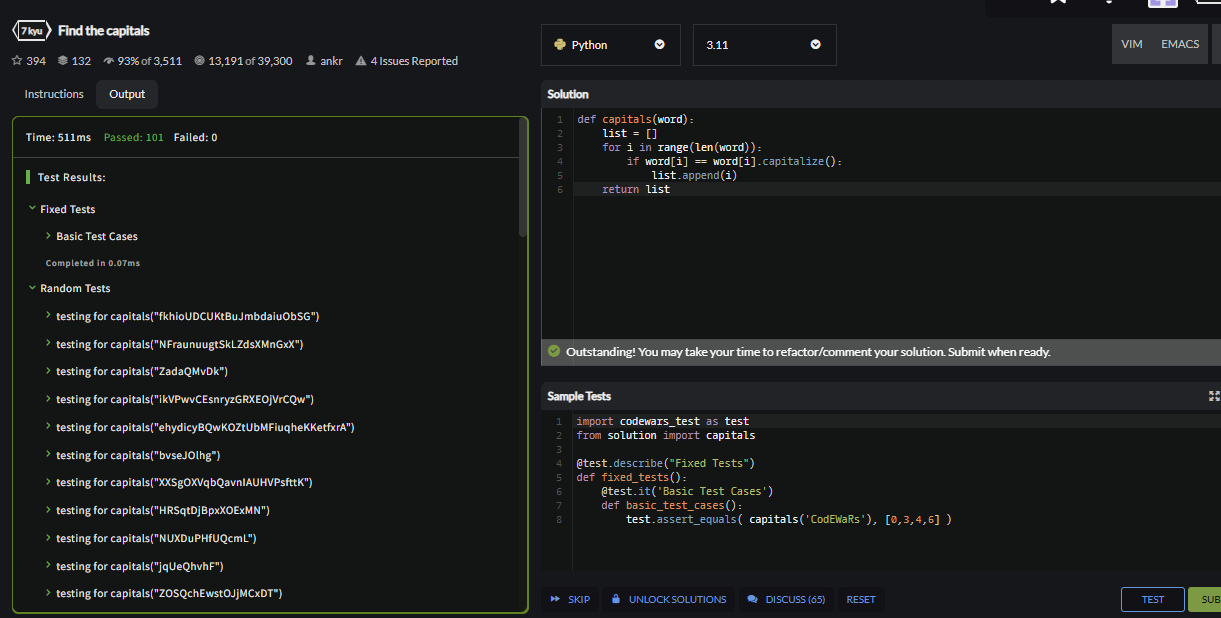 7 kyu Find the capitals
394 132 93% of 3,511 13,191 of 39,300 ankr 4 Issues Reported
Instructions Output
Time: 511ms Passed: 101 Failed: 0
Test Results:
Fixed Tests
Basic Test Cases
Completed in 0.07ms
Random Tests
testing for capitals("fkhioUDCUKtBuJmbdaiuObSG")
testing for capitals("NFraunuugtSkLZdsXMnGxX")
testing for capitals("ZadaQMvDk")
testing for capitals("ikVPwvCEsnryzGRXEOjVrCQw")
testing for capitals("ehydicyBQwKOZtUbMFiuqheKKetfxrA")
testing for capitals("bvseJOlhg")
testing for capitals("XXSgOXVqbQavnIAUHVPsfttK")
testing for capitals("HRSqtDjBpxXOExMN")
testing for capitals("NUXDuPHfUQcmL")
testing for capitals("jqUeQhvhF")
testing for capitals("ZOSQchEwstOJjMCxDT")
Python 3.11 VIM EMACS
Solution
1 def capitals(word):
2 list = []
3 for i in range(len(word)):
4 if word[i] == word[i].capitalize():
5 list.append(i)
6 return list
Outstanding! You may take your time to refactor/comment your solution. Submit when ready.
Sample Tests
1 import codewars_test as test
2 from solution import capitals
3
4 @test.describe("Fixed Tests")
5 def fixed_tests():
6 @test.it('Basic Test Cases')
7 def basic_test_cases():
8 test.assert_equals( capitals('CodEWaRs'), [0,3,4,6] )
SKIP UNLOCK SOLUTIONS DISCUSS (65) RESET TEST SUB